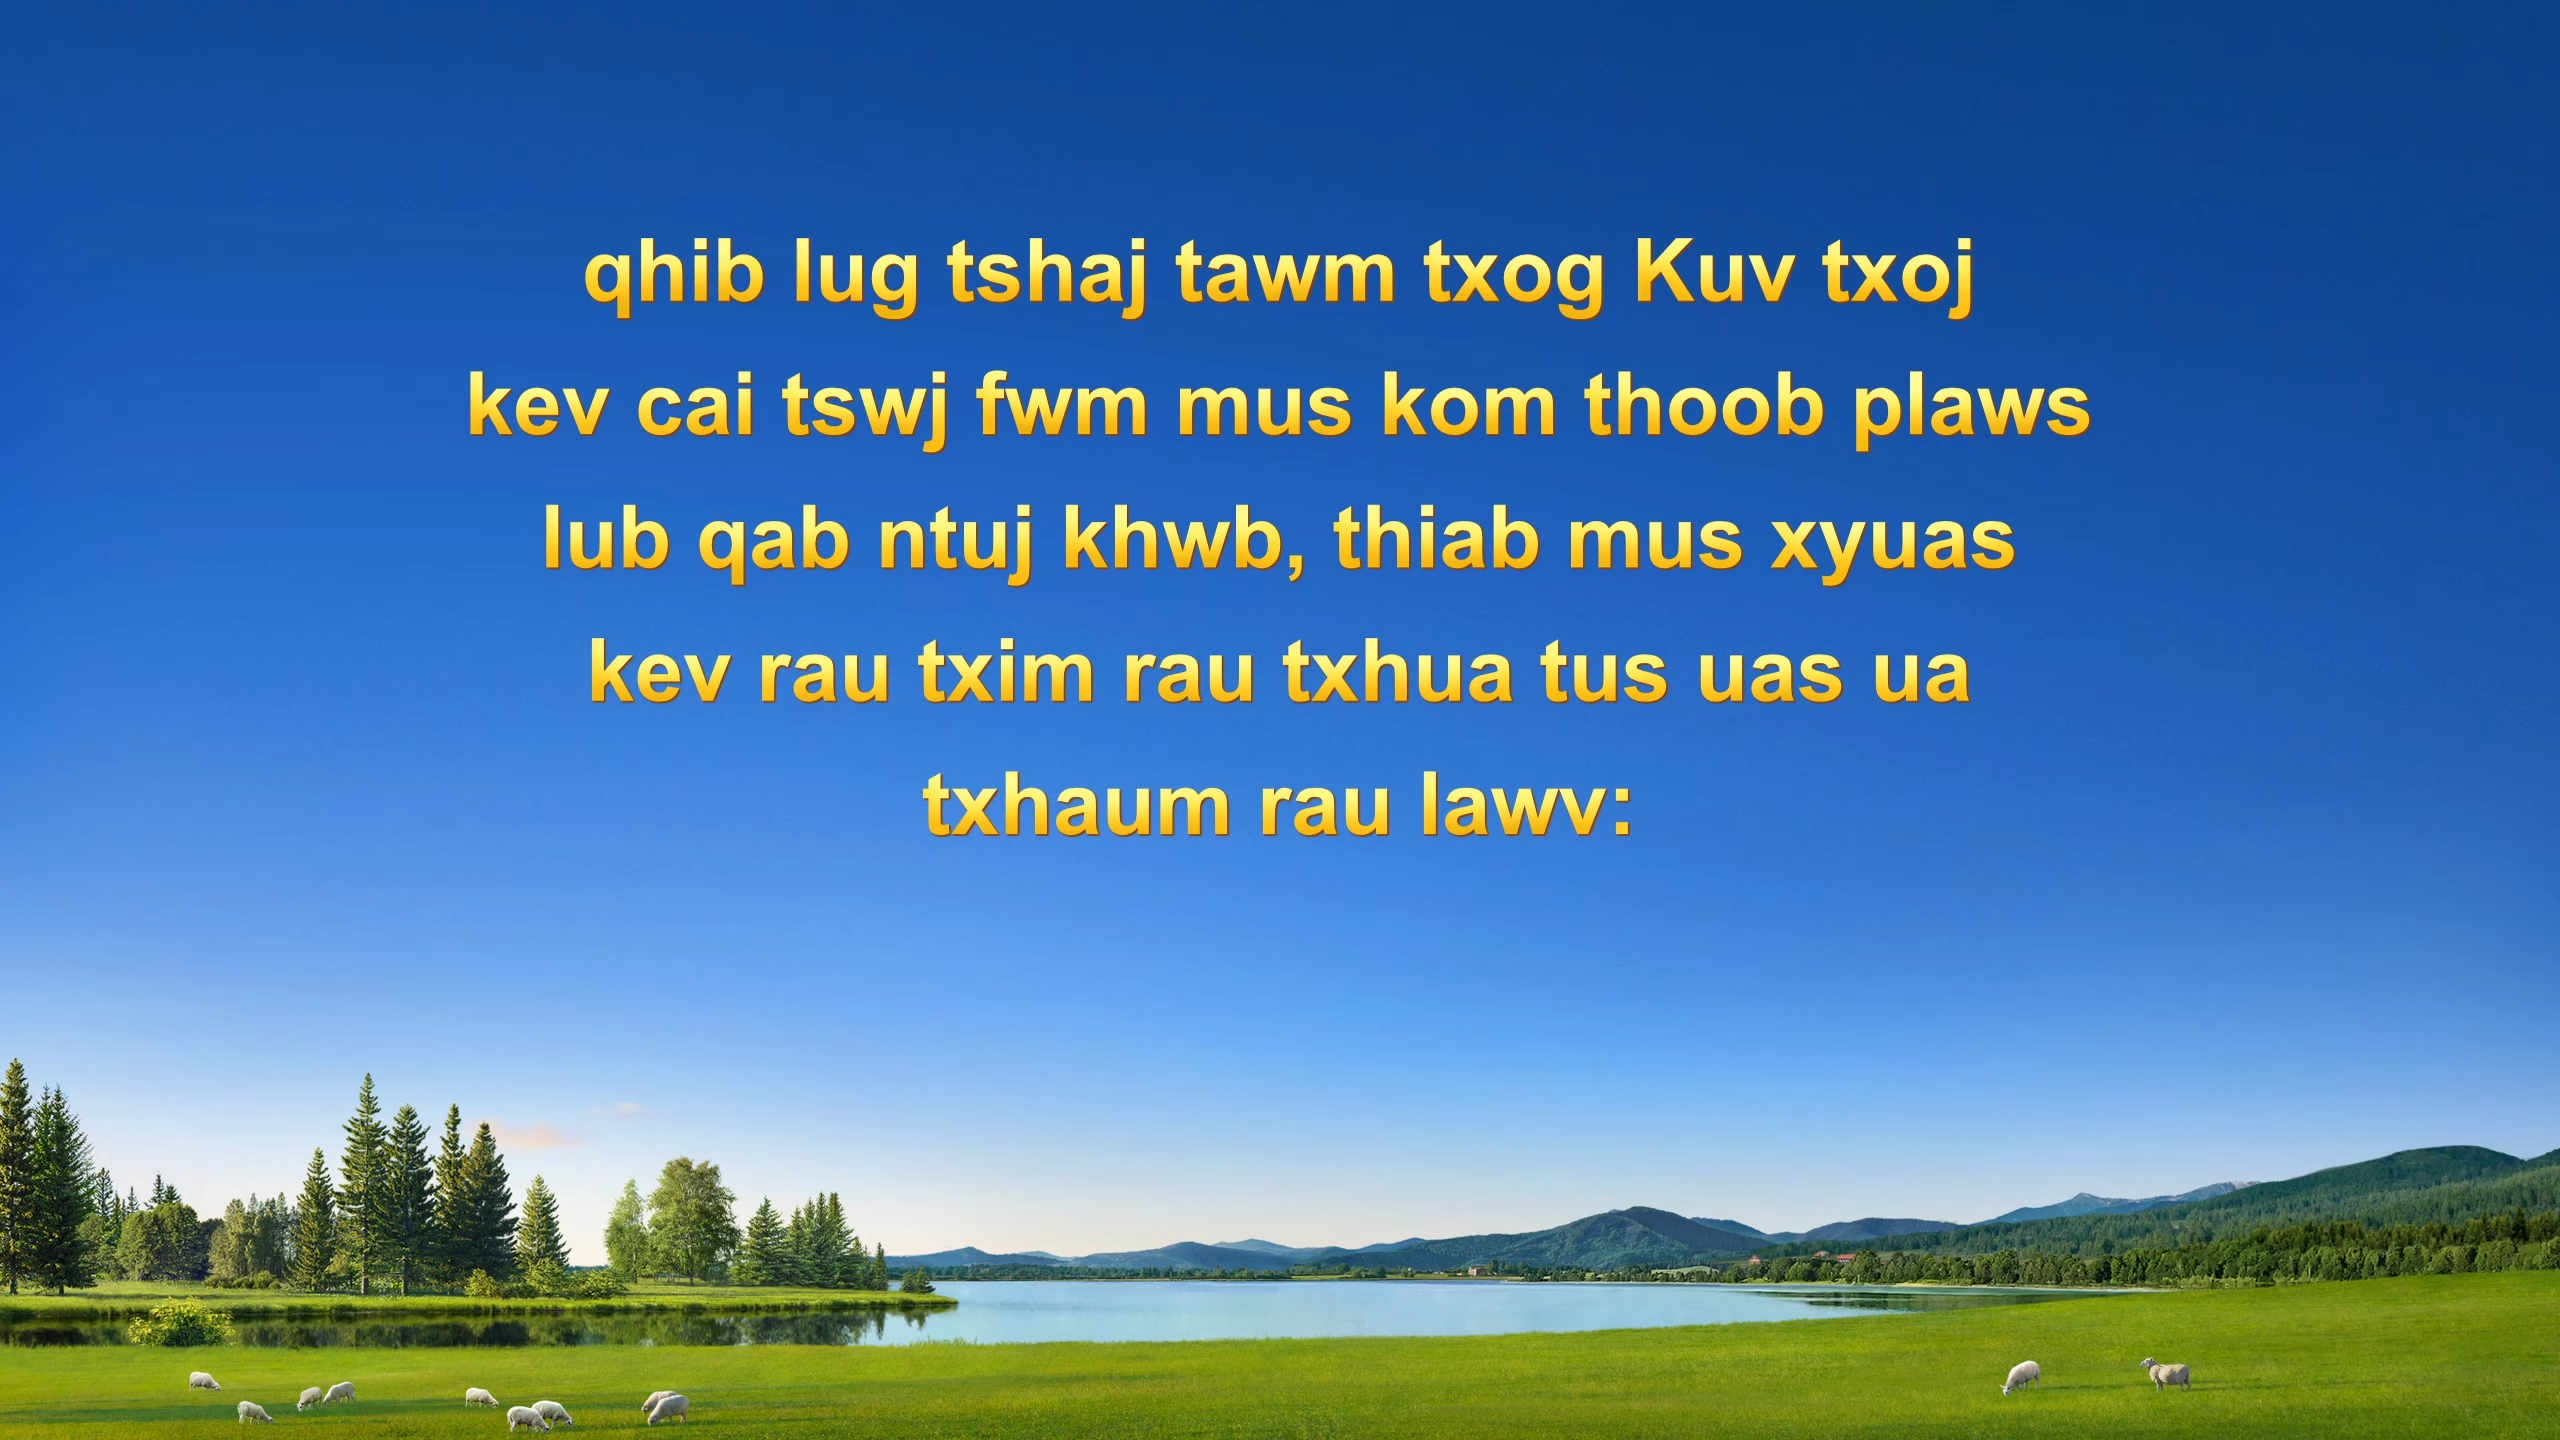 qhib lug tshaj tawm txog Kuv txoj
kev cai tswj fwm mus kom thoob plaws
lub qab ntuj khwb, thiab mus xyuas
kev rau txim rau txhua tus uas ua
txhaum rau lawv: